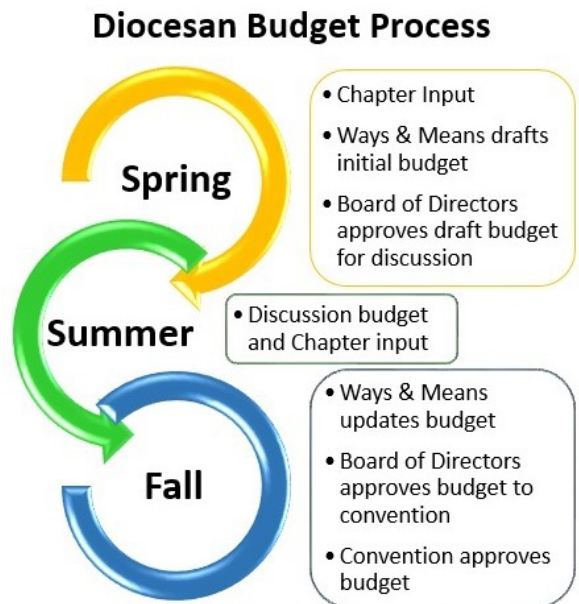 Diocesan Budget Process
Spring
• Chapter Input
• Ways & Means drafts
initial budget
• Board of Directors
approves draft budget
for discussion
Summer
• Discussion budget
and Chapter input
Fall
• Ways & Means
updates budget
• Board of Directors
approves budget to
convention
• Convention approves
budget